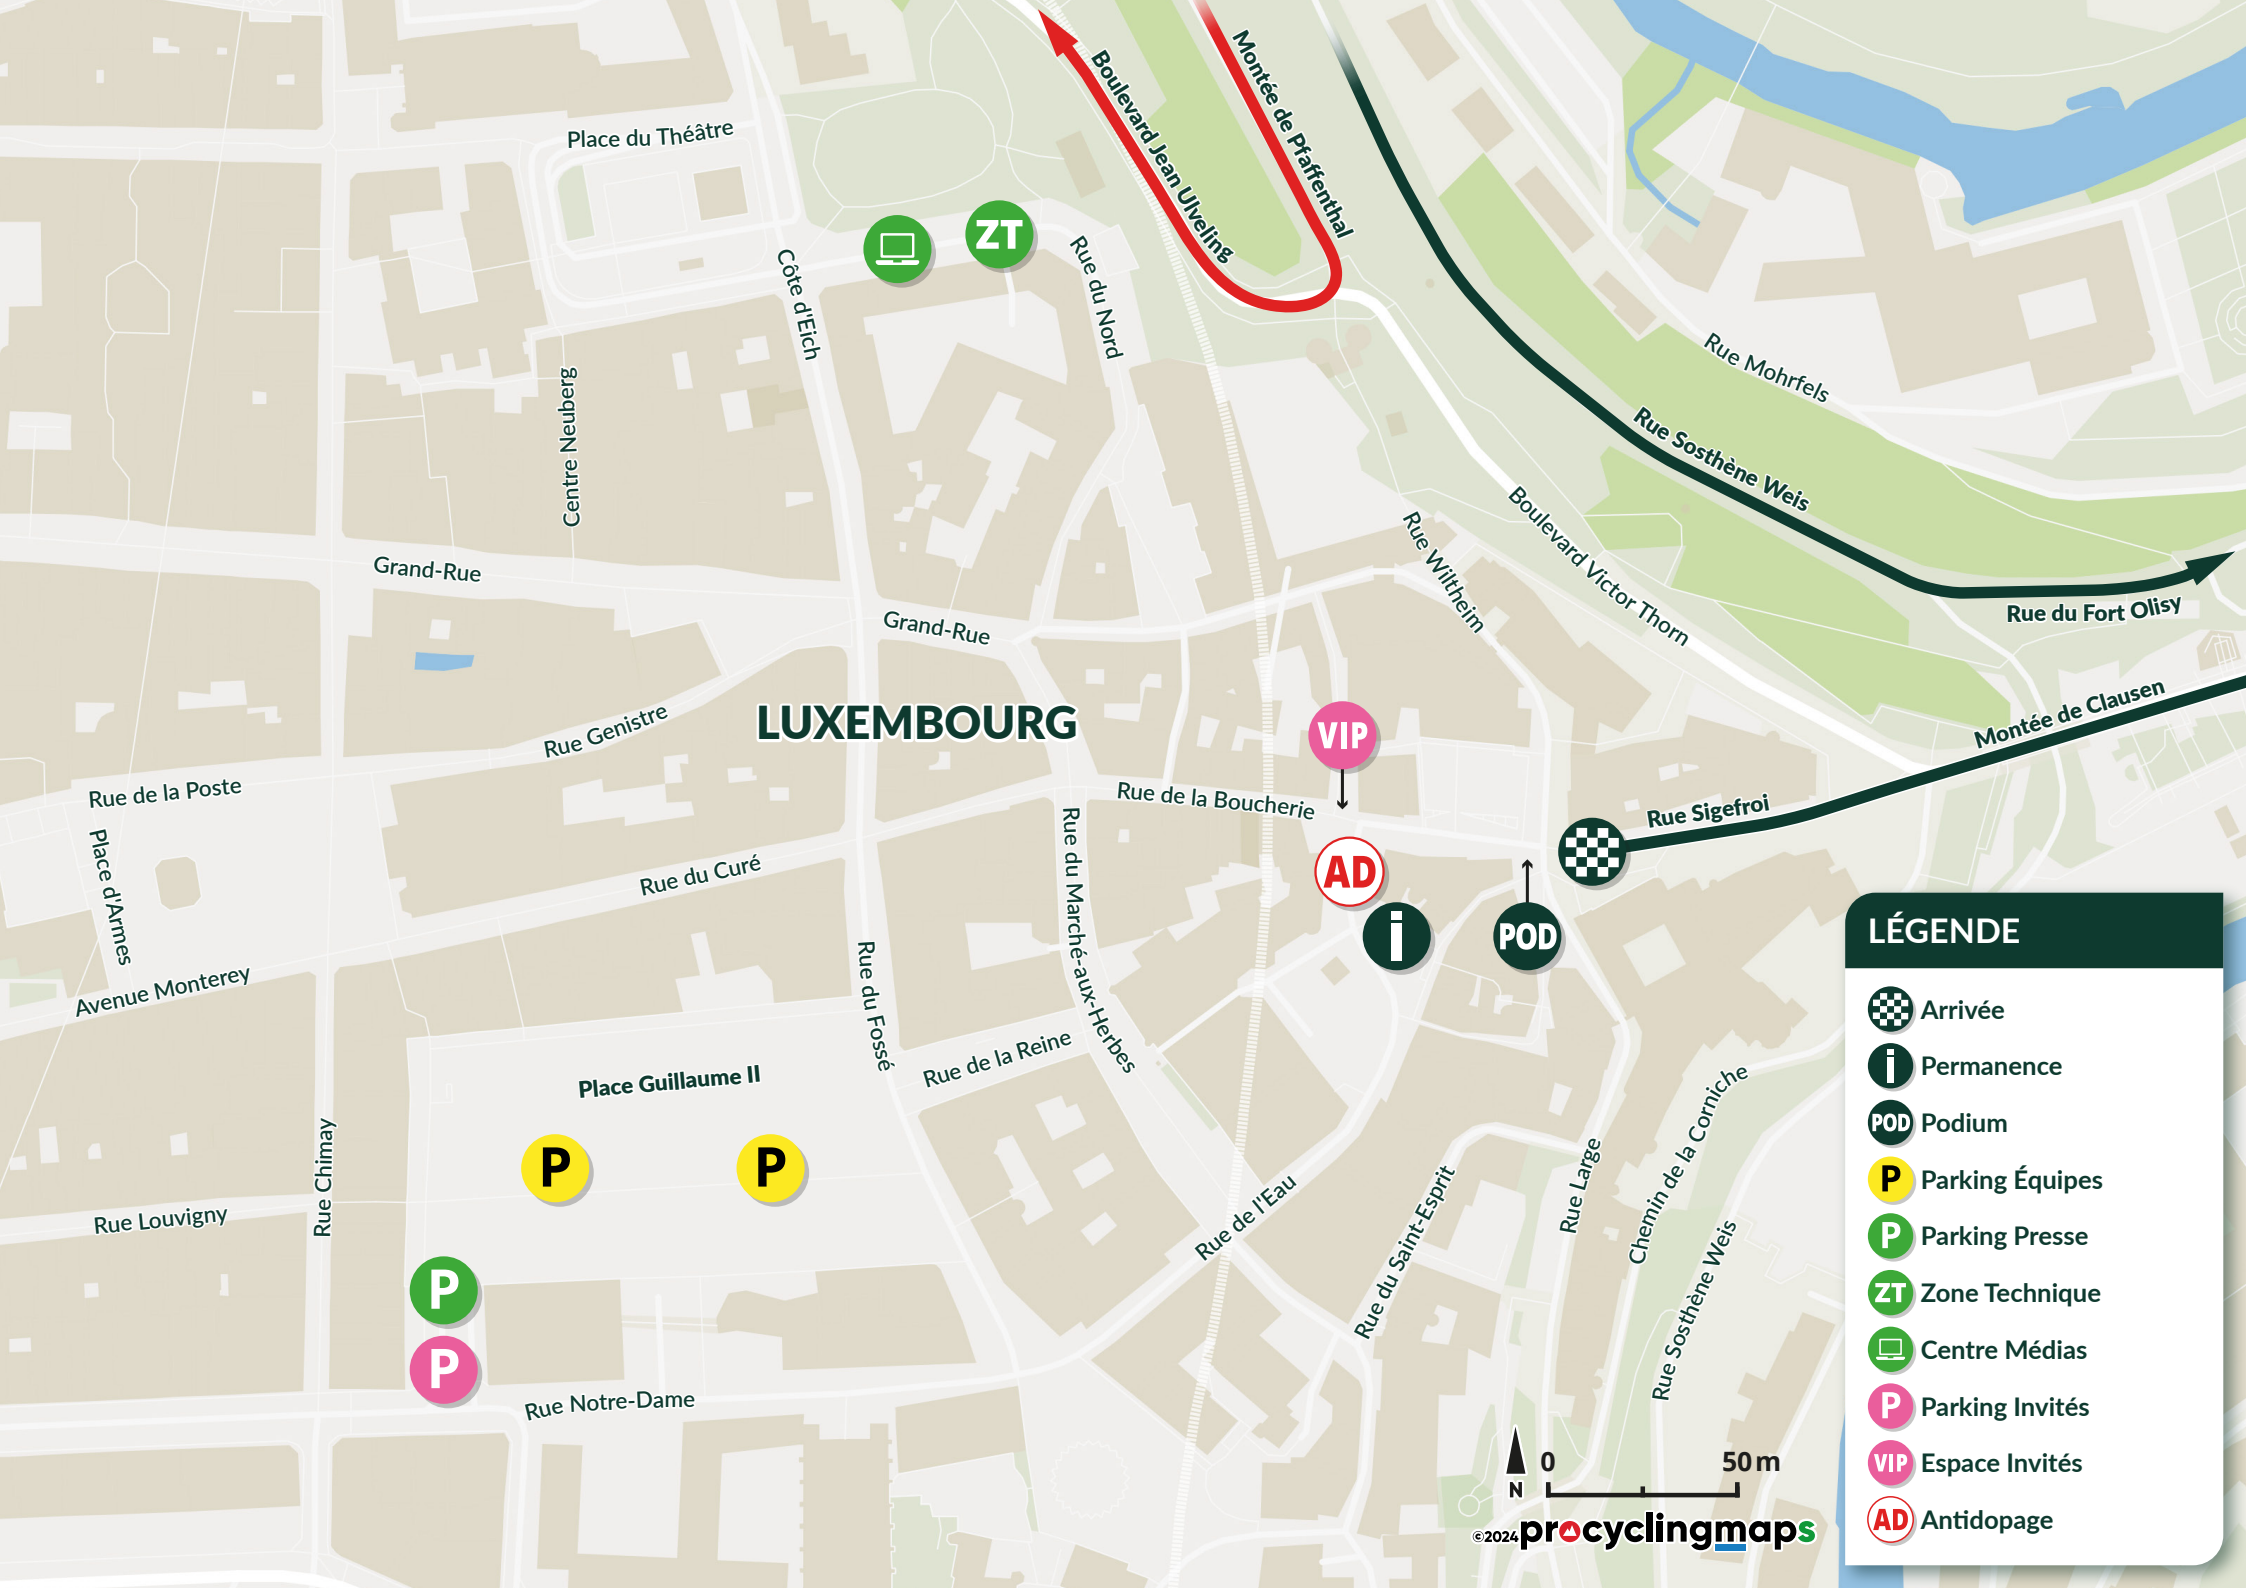 Place du Théâtre
Boulevard Jean Ulveling
Montée de Pfaffenthal
ZT
Côte d'Eich
Rue du Nord
Centre Neuberg
Rue Mohrfels
Rue Sosthène Weis
Boulevard Victor Thorn
Rue Wiltheim
Grand-Rue
Grand-Rue
Rue du Fort Olisy
LUXEMBOURG
VIP
Montée de Clausen
Rue Genistre
Rue de la Poste
Rue de la Boucherie
Rue Sigefroi
Place d'Armes
Rue du Curé
Rue du Marché-aux-Herbes
AD
i
POD
Avenue Monterey
Rue du Fossé
Rue de la Reine
Place Guillaume II
P
P
Rue Chimay
Rue Louvigny
Rue de l'Eau
Rue du Saint-Esprit
Rue Large
Chemin de la Corniche
Rue Sosthène Weis
P
P
Rue Notre-Dame
LÉGENDE
Arrivée
i Permanence
POD Podium
P Parking Équipes
P Parking Presse
ZT Zone Technique
Centre Médias
P Parking Invités
VIP Espace Invités
AD Antidopage
N
0 50 m
©2024 procyclingmaps